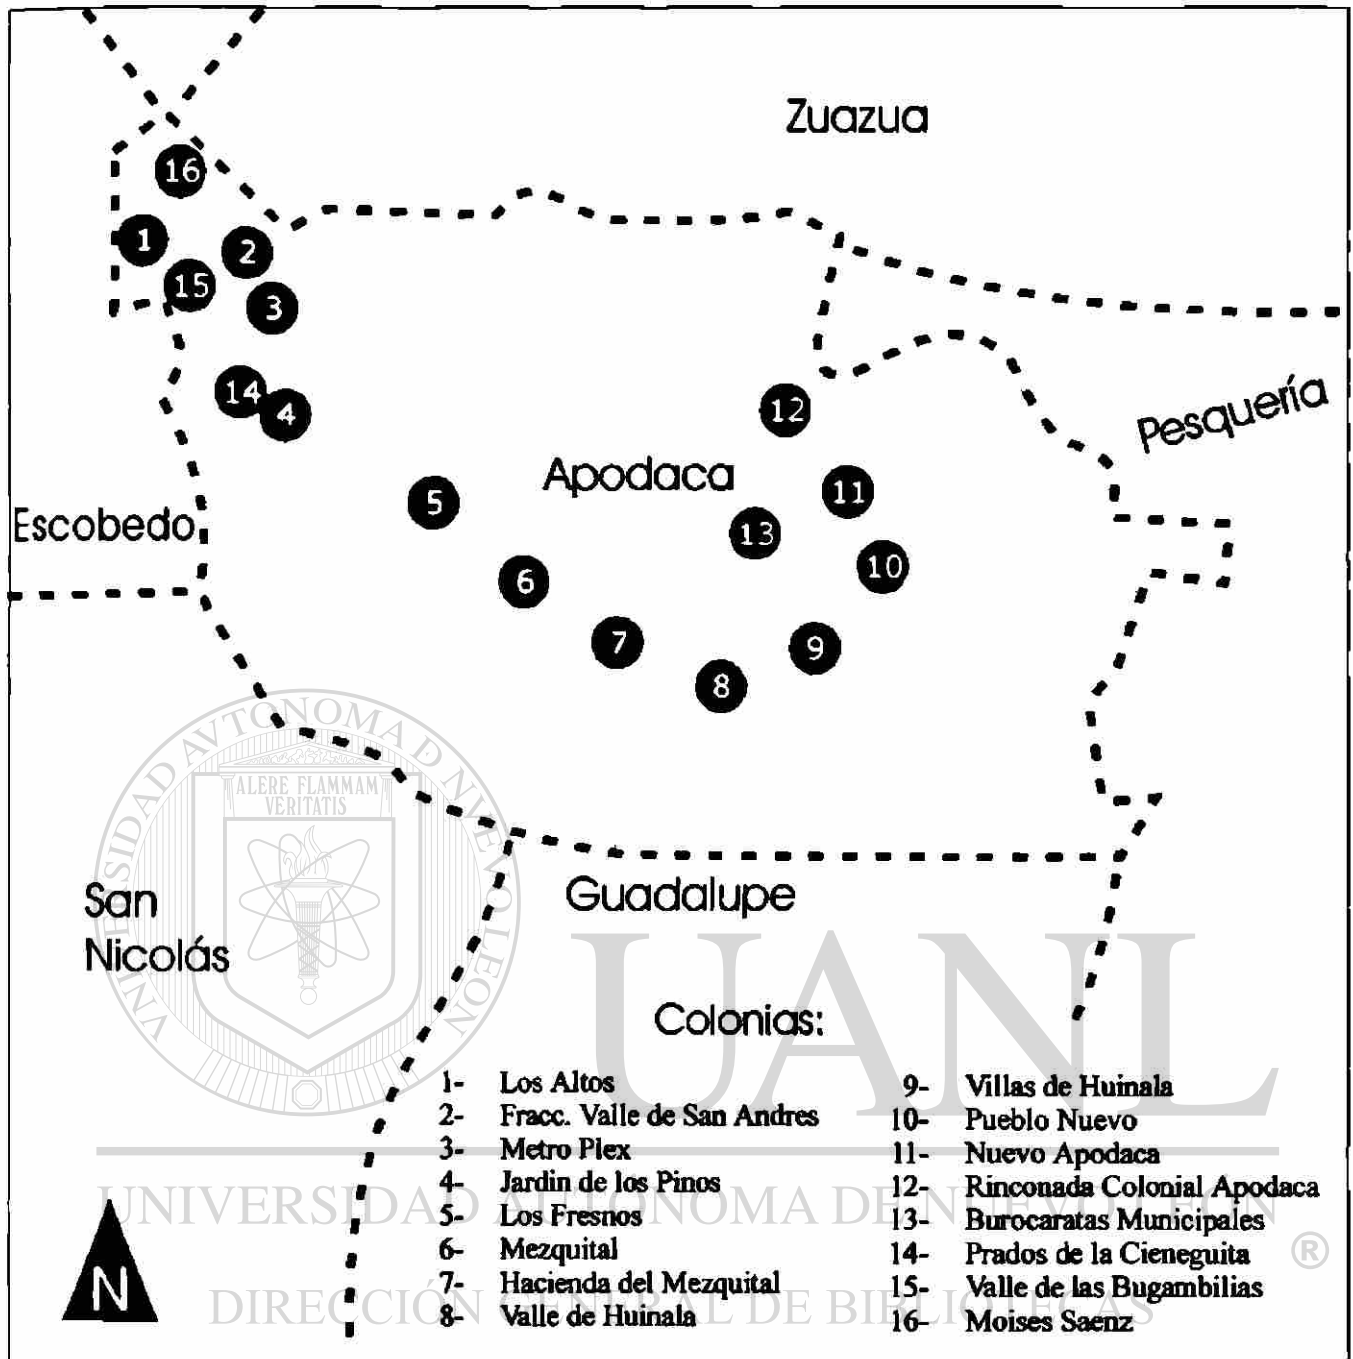 Zuazua
16
1
2
15
3
14
4
12
Pesquería
Apodaca
5
11
Escobedo
13
6
10
7
9
8
UNIVERSIDAD AVTONOMA D NVEVO LEON
ALERE FLAMMAM
VERITATIS
San
Nicolás
Guadalupe
UANL
Colonias:
1- Los Altos
2- Fracc. Valle de San Andres
3- Metro Plex
4- Jardin de los Pinos
5- Los Fresnos
6- Mezquital
7- Hacienda del Mezquital
8- Valle de Huinala
9- Villas de Huinala
10- Pueblo Nuevo
11- Nuevo Apodaca
12- Rinconada Colonial Apodaca
13- Burocaratas Municipales
14- Prados de la Cieneguita
15- Valle de las Bugambilias
16- Moises Saenz
N
UNIVERSIDAD AUTÓNOMA DE NUEVO LEÓN
®
DIRECCIÓN GENERAL DE BIBLIOTECAS